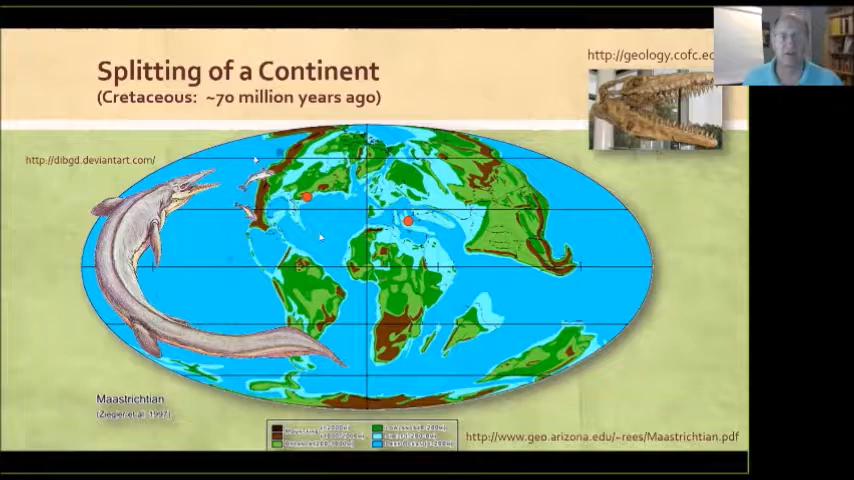 Splitting of a Continent
(Cretaceous: ~70 million years ago)
http://geology.cofc.ec
http://dibgd.deviantart.com/
Maastrichtian
(Ziegler et al. 1997)
http://www.geo.arizona.edu/~rees/Maastrichtian.pdf